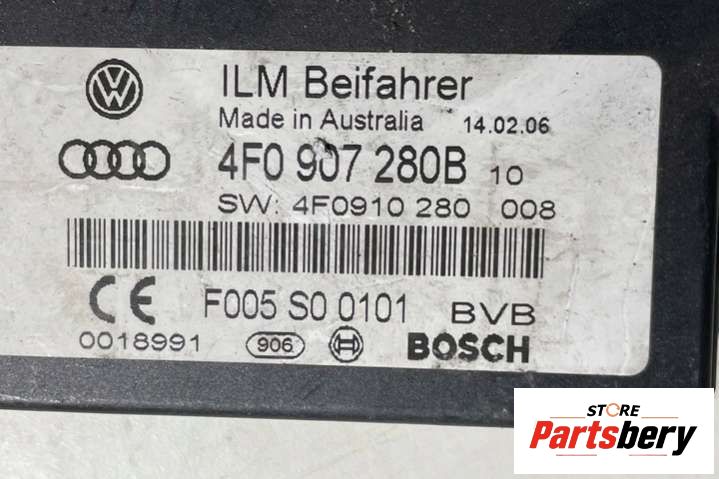 ILM Beifahrer
Made in Australia 14.02.06
4F0 907 280B 10
SW: 4F0910 280 008
CE F005 S0 0101 BVB
0018991 906 BOSCH
STORE
Partsbery